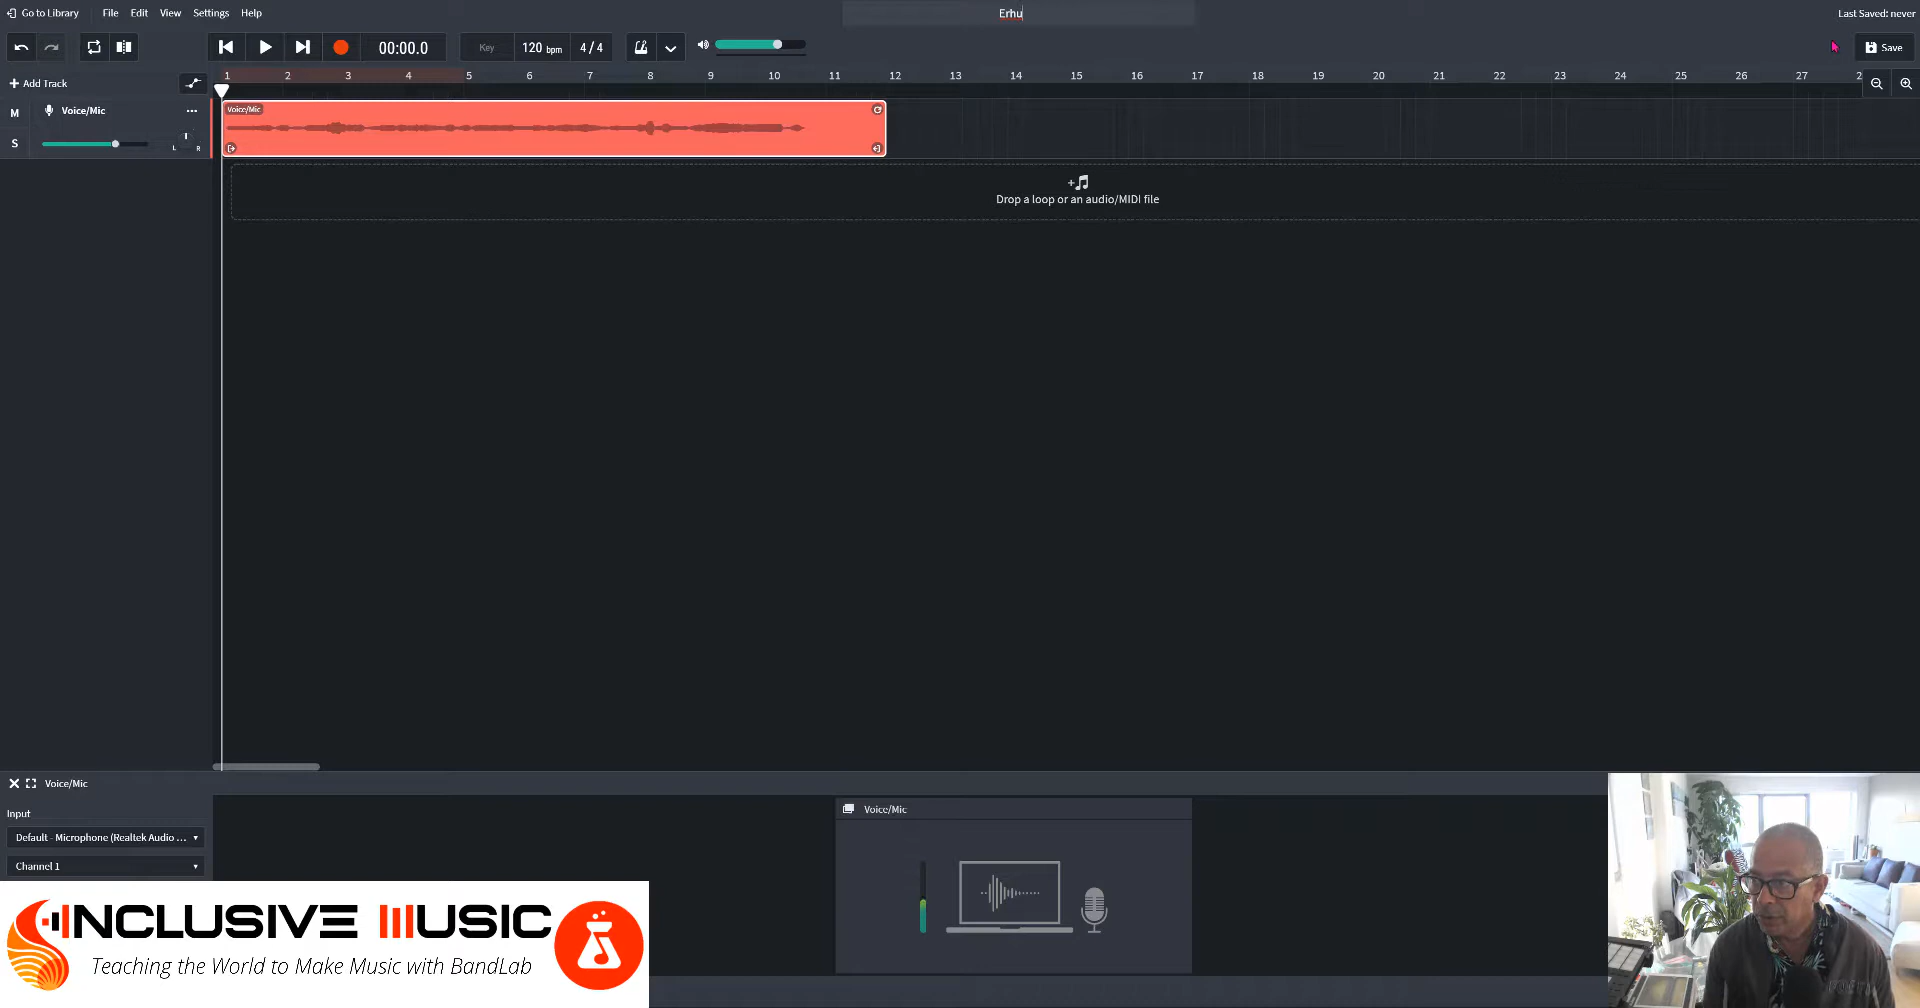 Go to Library File Edit View Settings Help Erhu Last Saved: never
00:00.0 Key 120 bpm 4/4 Save
Add Track 1 2 3 4 5 6 7 8 9 10 11 12 13 14 15 16 17 18 19 20 21 22 23 24 25 26 27 2
M Voice/Mic ... Voice/Mic
S L R
Drop a loop or an audio/MIDI file
Voice/Mic
Input
Default - Microphone (Realtek Audio ...
Channel 1
Voice/Mic
INCLUSIVE MUSIC
Teaching the World to Make Music with BandLab